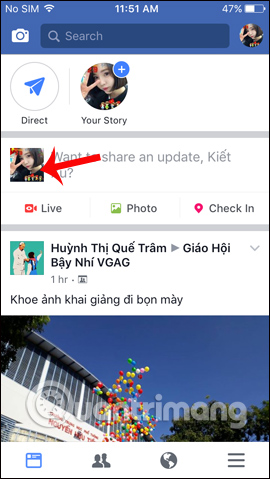 No SIM 11:51 AM 47%
Search
Direct
Your Story
Want to share an update, Kiết
?
Live
Photo
Check In
Huỳnh Thị Quế Trâm ▶ Giáo Hội
Bậy Nhí VGAG
1 hr ·
Khoe ảnh khai giảng đi bọn mày
Quantrimang